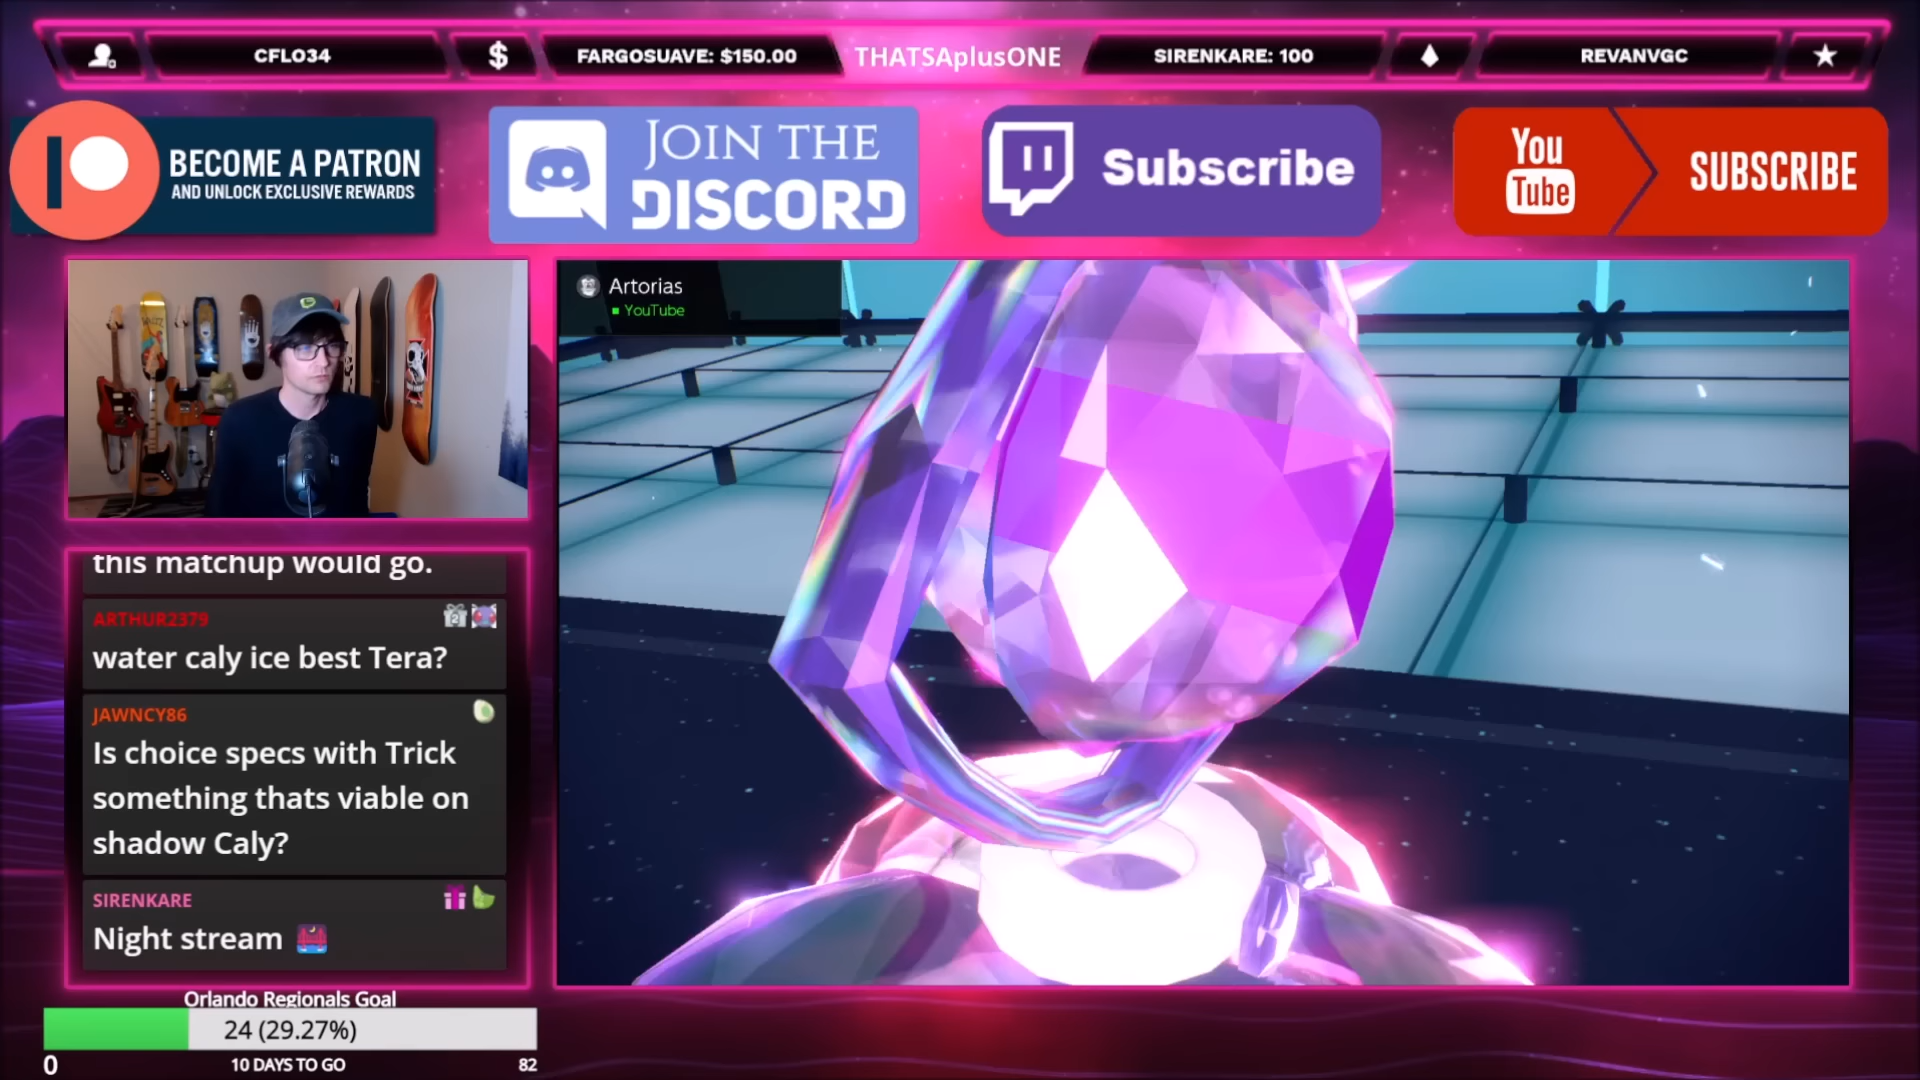 CFLO34
$
FARGOSUAVE: $150.00
THATSAplusONE
SIRENKARE: 100
REVANVGC
BECOME A PATRON
AND UNLOCK EXCLUSIVE REWARDS
JOIN THE
DISCORD
Subscribe
You
Tube
SUBSCRIBE
Artorias
YouTube
this matchup would go.
ARTHUR2379
water caly ice best Tera?
JAWNCY86
Is choice specs with Trick
something thats viable on
shadow Caly?
SIRENKARE
Night stream
Orlando Regionals Goal
24 (29.27%)
0
10 DAYS TO GO
82